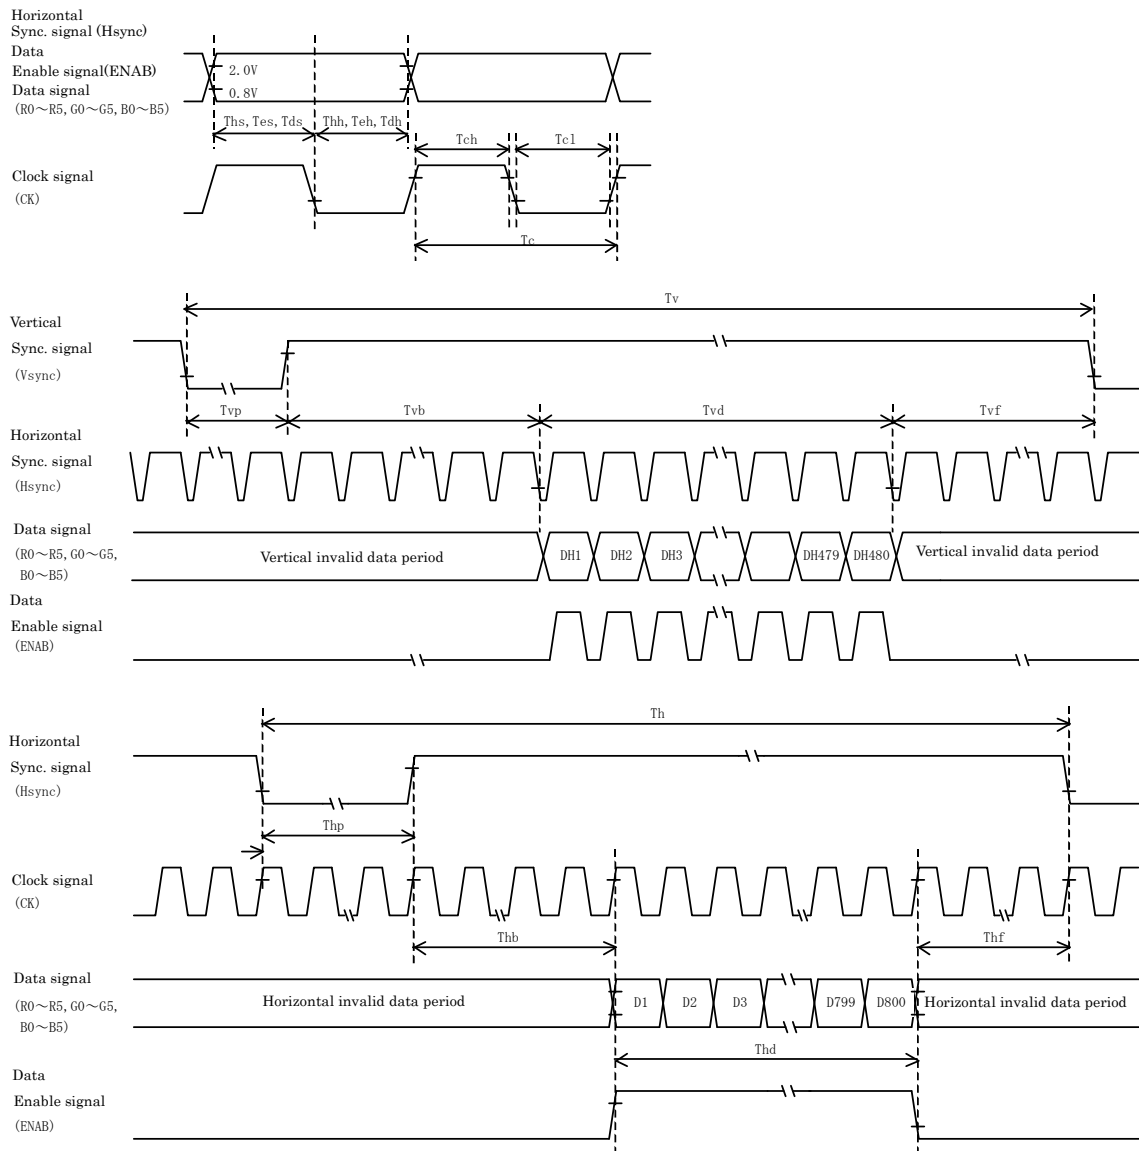 Horizontal
Sync. signal (Hsync)
Data
Enable signal(ENAB)
Data signal
(R0～R5, G0～G5, B0～B5)
2.0V
0.8V
Ths, Tes, Tds
Thh, Teh, Tdh
Tch
Tcl
Clock signal
(CK)
Tc
Tv
Vertical
Sync. signal
(Vsync)
Tvp
Tvb
Tvd
Tvf
Horizontal
Sync. signal
(Hsync)
Data signal
(R0～R5, G0～G5,
B0～B5)
Vertical invalid data period
DH1
DH2
DH3
DH479
DH480
Vertical invalid data period
Data
Enable signal
(ENAB)
Th
Horizontal
Sync. signal
(Hsync)
Thp
Clock signal
(CK)
Thb
Thf
Data signal
(R0～R5, G0～G5,
B0～B5)
Horizontal invalid data period
D1
D2
D3
D799
D800
Horizontal invalid data period
Thd
Data
Enable signal
(ENAB)